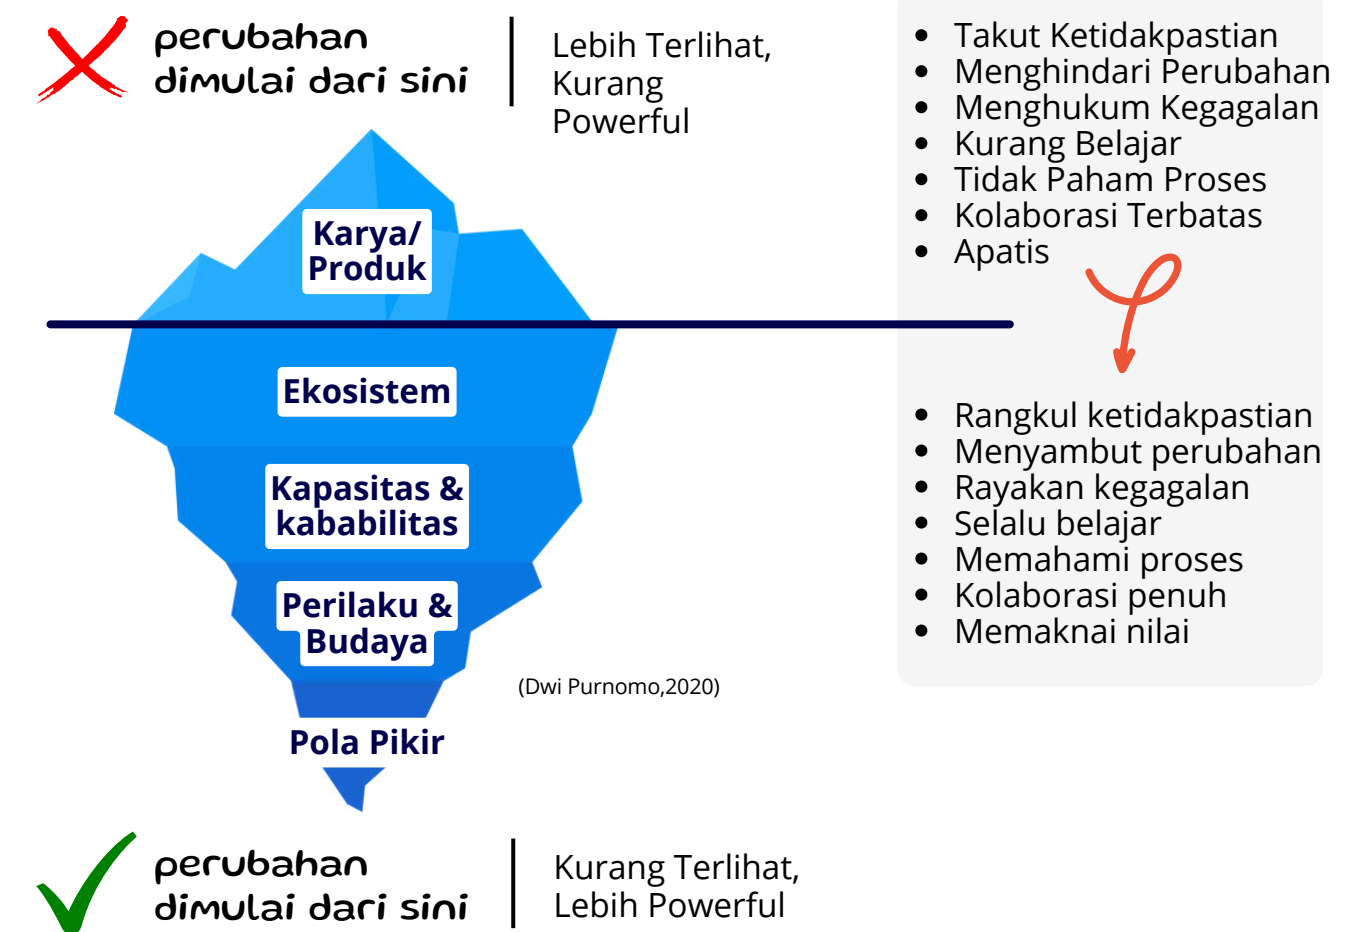 perubahan
dimulai dari sini
Lebih Terlihat,
Kurang
Powerful
Karya/
Produk
Ekosistem
Kapasitas &
kababilitas
Perilaku &
Budaya
Pola Pikir
(Dwi Purnomo,2020)
perubahan
dimulai dari sini
Kurang Terlihat,
Lebih Powerful
• Takut Ketidakpastian
• Menghindari Perubahan
• Menghukum Kegagalan
• Kurang Belajar
• Tidak Paham Proses
• Kolaborasi Terbatas
• Apatis
• Rangkul ketidakpastian
• Menyambut perubahan
• Rayakan kegagalan
• Selalu belajar
• Memahami proses
• Kolaborasi penuh
• Memaknai nilai